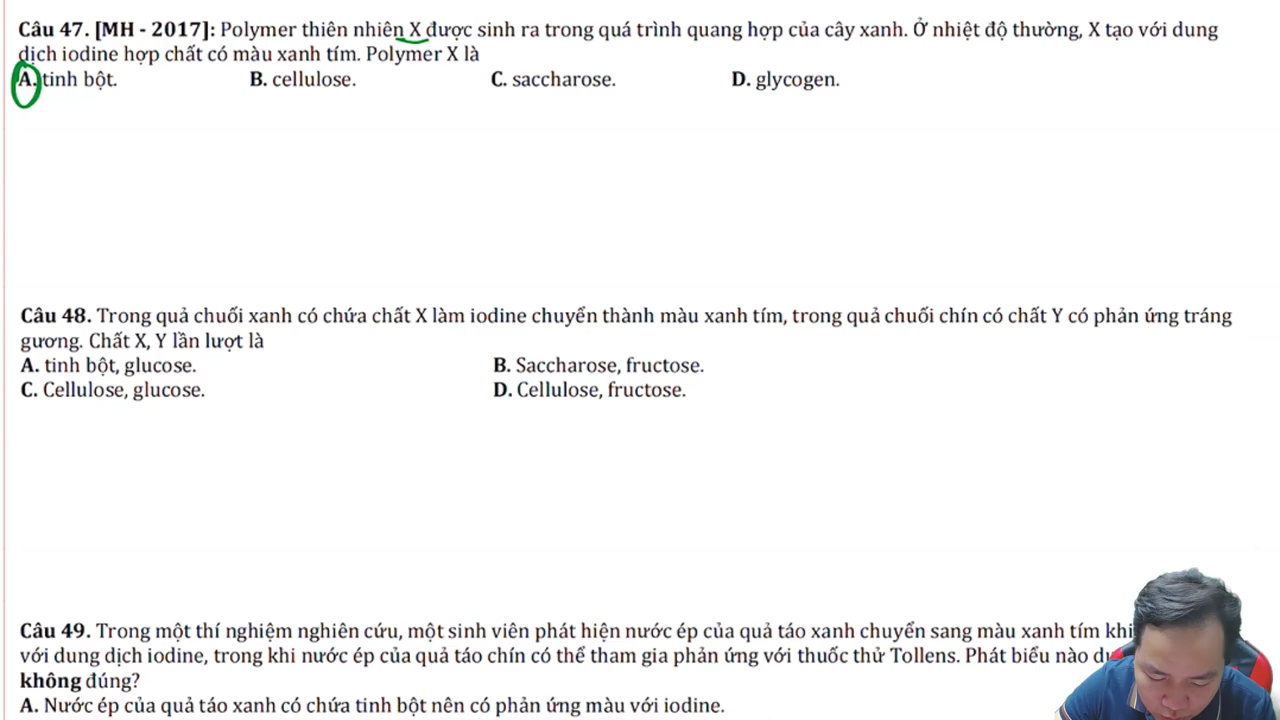 Câu 47. [MH - 2017]: Polymer thiên nhiên X được sinh ra trong quá trình quang hợp của cây xanh. Ở nhiệt độ thường, X tạo với dung
dịch iodine hợp chất có màu xanh tím. Polymer X là
A. tinh bột. B. cellulose. C. saccharose. D. glycogen.
Câu 48. Trong quả chuối xanh có chứa chất X làm iodine chuyển thành màu xanh tím, trong quả chuối chín có chất Y có phản ứng tráng
gương. Chất X, Y lần lượt là
A. tinh bột, glucose. B. Saccharose, fructose.
C. Cellulose, glucose. D. Cellulose, fructose.
Câu 49. Trong một thí nghiệm nghiên cứu, một sinh viên phát hiện nước ép của quả táo xanh chuyển sang màu xanh tím khi
với dung dịch iodine, trong khi nước ép của quả táo chín có thể tham gia phản ứng với thuốc thử Tollens. Phát biểu nào
không đúng?
A. Nước ép của quả táo xanh có chứa tinh bột nên có phản ứng màu với iodine.